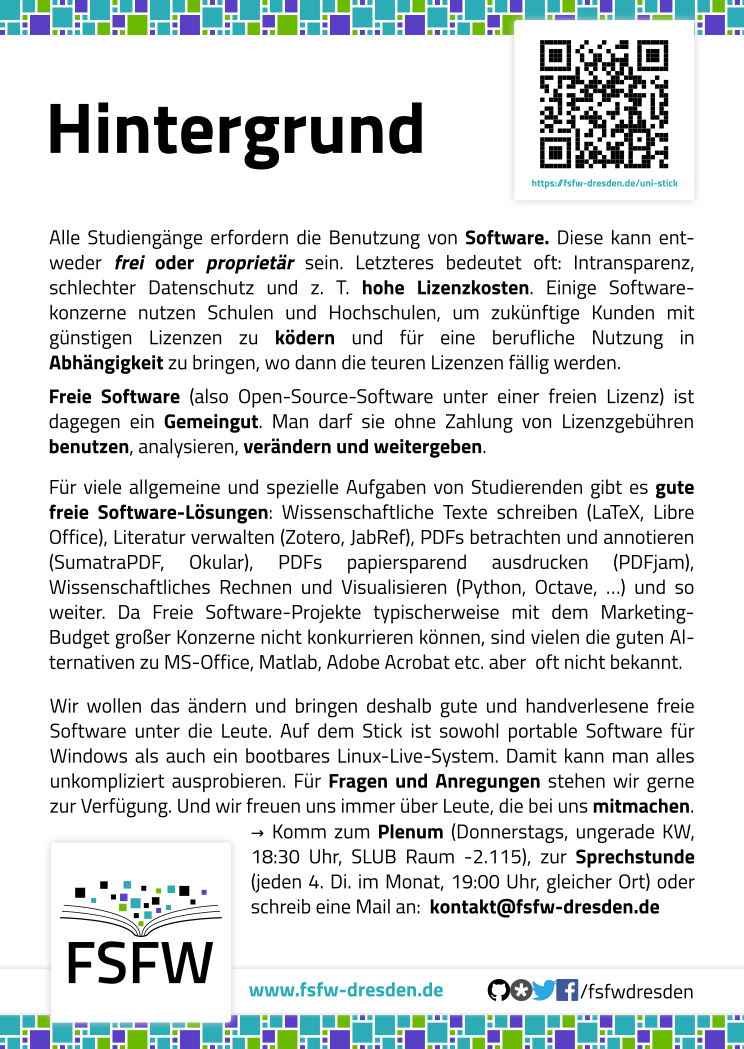 https://fsfw-dresden.de/uni-stick
Hintergrund
Alle Studiengänge erfordern die Benutzung von Software. Diese kann ent-
weder frei oder proprietär sein. Letzteres bedeutet oft: Intransparenz,
schlechter Datenschutz und z. T. hohe Lizenzkosten. Einige Software-
konzerne nutzen Schulen und Hochschulen, um zukünftige Kunden mit
günstigen Lizenzen zu ködern und für eine berufliche Nutzung in
Abhängigkeit zu bringen, wo dann die teuren Lizenzen fällig werden.
Freie Software (also Open-Source-Software unter einer freien Lizenz) ist
dagegen ein Gemeingut. Man darf sie ohne Zahlung von Lizenzgebühren
benutzen, analysieren, verändern und weitergeben.
Für viele allgemeine und spezielle Aufgaben von Studierenden gibt es gute
freie Software-Lösungen: Wissenschaftliche Texte schreiben (LaTeX, Libre
Office), Literatur verwalten (Zotero, JabRef), PDFs betrachten und annotieren
(SumatraPDF, Okular), PDFs papiersparend ausdrucken (PDFjam),
Wissenschaftliches Rechnen und Visualisieren (Python, Octave, ...) und so
weiter. Da Freie Software-Projekte typischerweise mit dem Marketing-
Budget großer Konzerne nicht konkurrieren können, sind vielen die guten Al-
ternativen zu MS-Office, Matlab, Adobe Acrobat etc. aber oft nicht bekannt.
Wir wollen das ändern und bringen deshalb gute und handverlesene freie
Software unter die Leute. Auf dem Stick ist sowohl portable Software für
Windows als auch ein bootbares Linux-Live-System. Damit kann man alles
unkompliziert ausprobieren. Für Fragen und Anregungen stehen wir gerne
zur Verfügung. Und wir freuen uns immer über Leute, die bei uns mitmachen.
→ Komm zum Plenum (Donnerstags, ungerade KW,
18:30 Uhr, SLUB Raum -2.115), zur Sprechstunde
(jeden 4. Di. im Monat, 19:00 Uhr, gleicher Ort) oder
schreib eine Mail an: kontakt@fsfw-dresden.de
FSFW
www.fsfw-dresden.de
/fsfwdresden